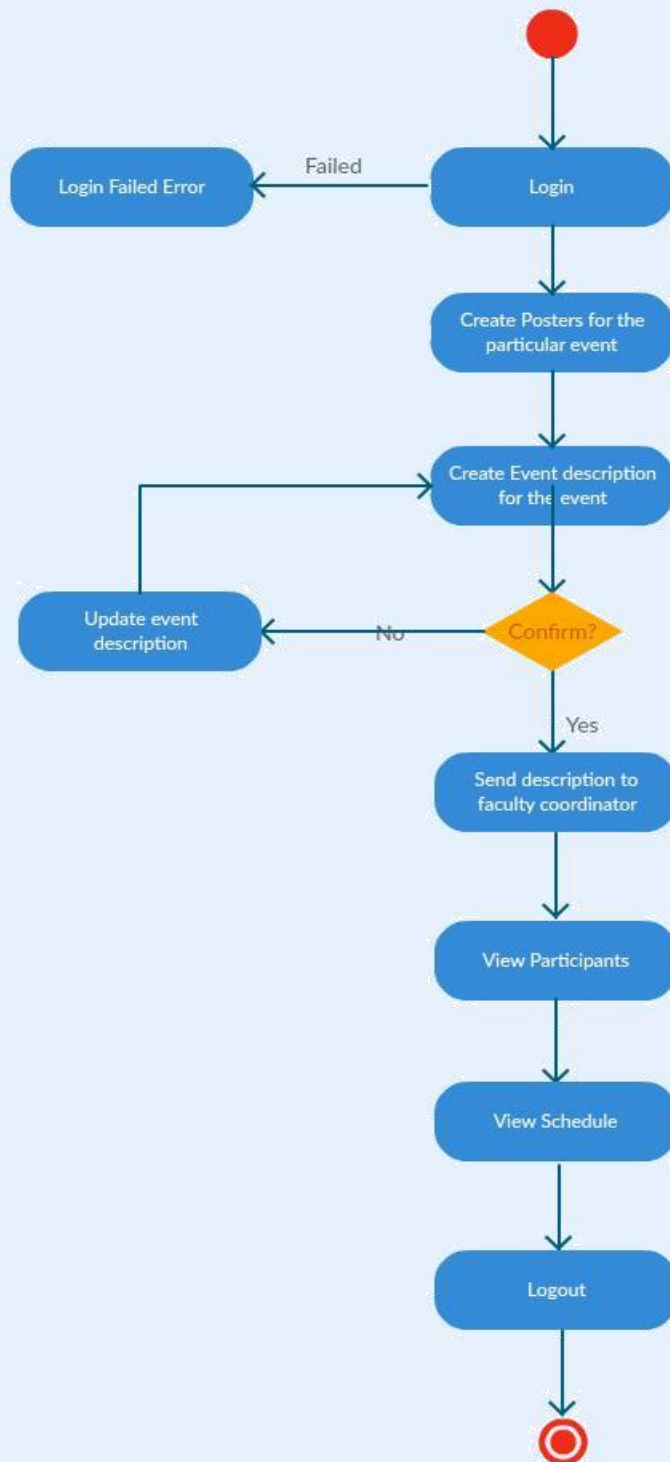 Failed
Login Failed Error
Login
Create Posters for the
particular event
Create Event description
for the event
Update event
description
No
Confirm?
Yes
Send description to
faculty coordinator
View Participants
View Schedule
Logout